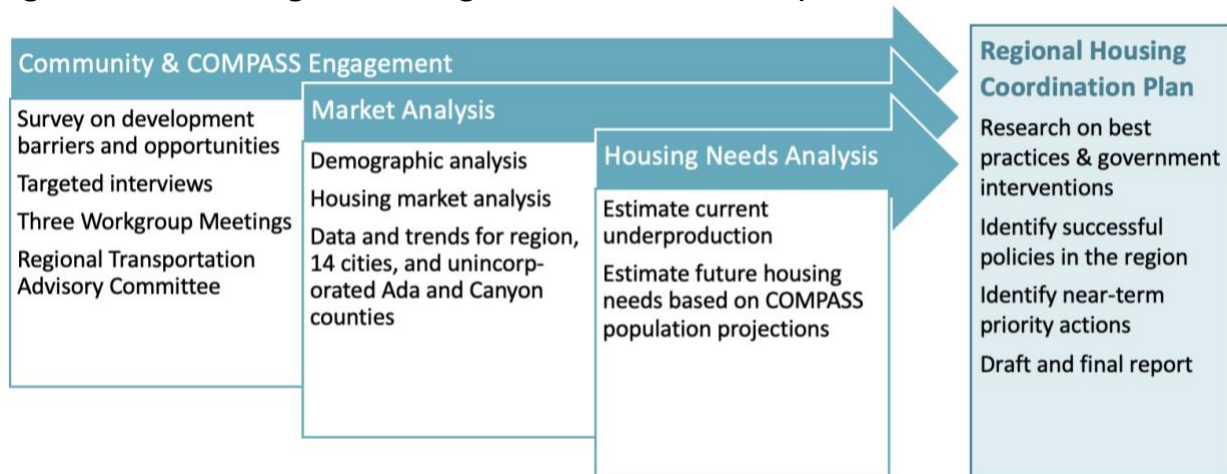 Community & COMPASS Engagement
Survey on development
barriers and opportunities
Targeted interviews
Three Workgroup Meetings
Regional Transportation
Advisory Committee
Market Analysis
Demographic analysis
Housing market analysis
Data and trends for region,
14 cities, and unincorp-
orated Ada and Canyon
counties
Housing Needs Analysis
Estimate current
underproduction
Estimate future housing
needs based on COMPASS
population projections
Regional Housing
Coordination Plan
Research on best
practices & government
interventions
Identify successful
policies in the region
Identify near-term
priority actions
Draft and final report